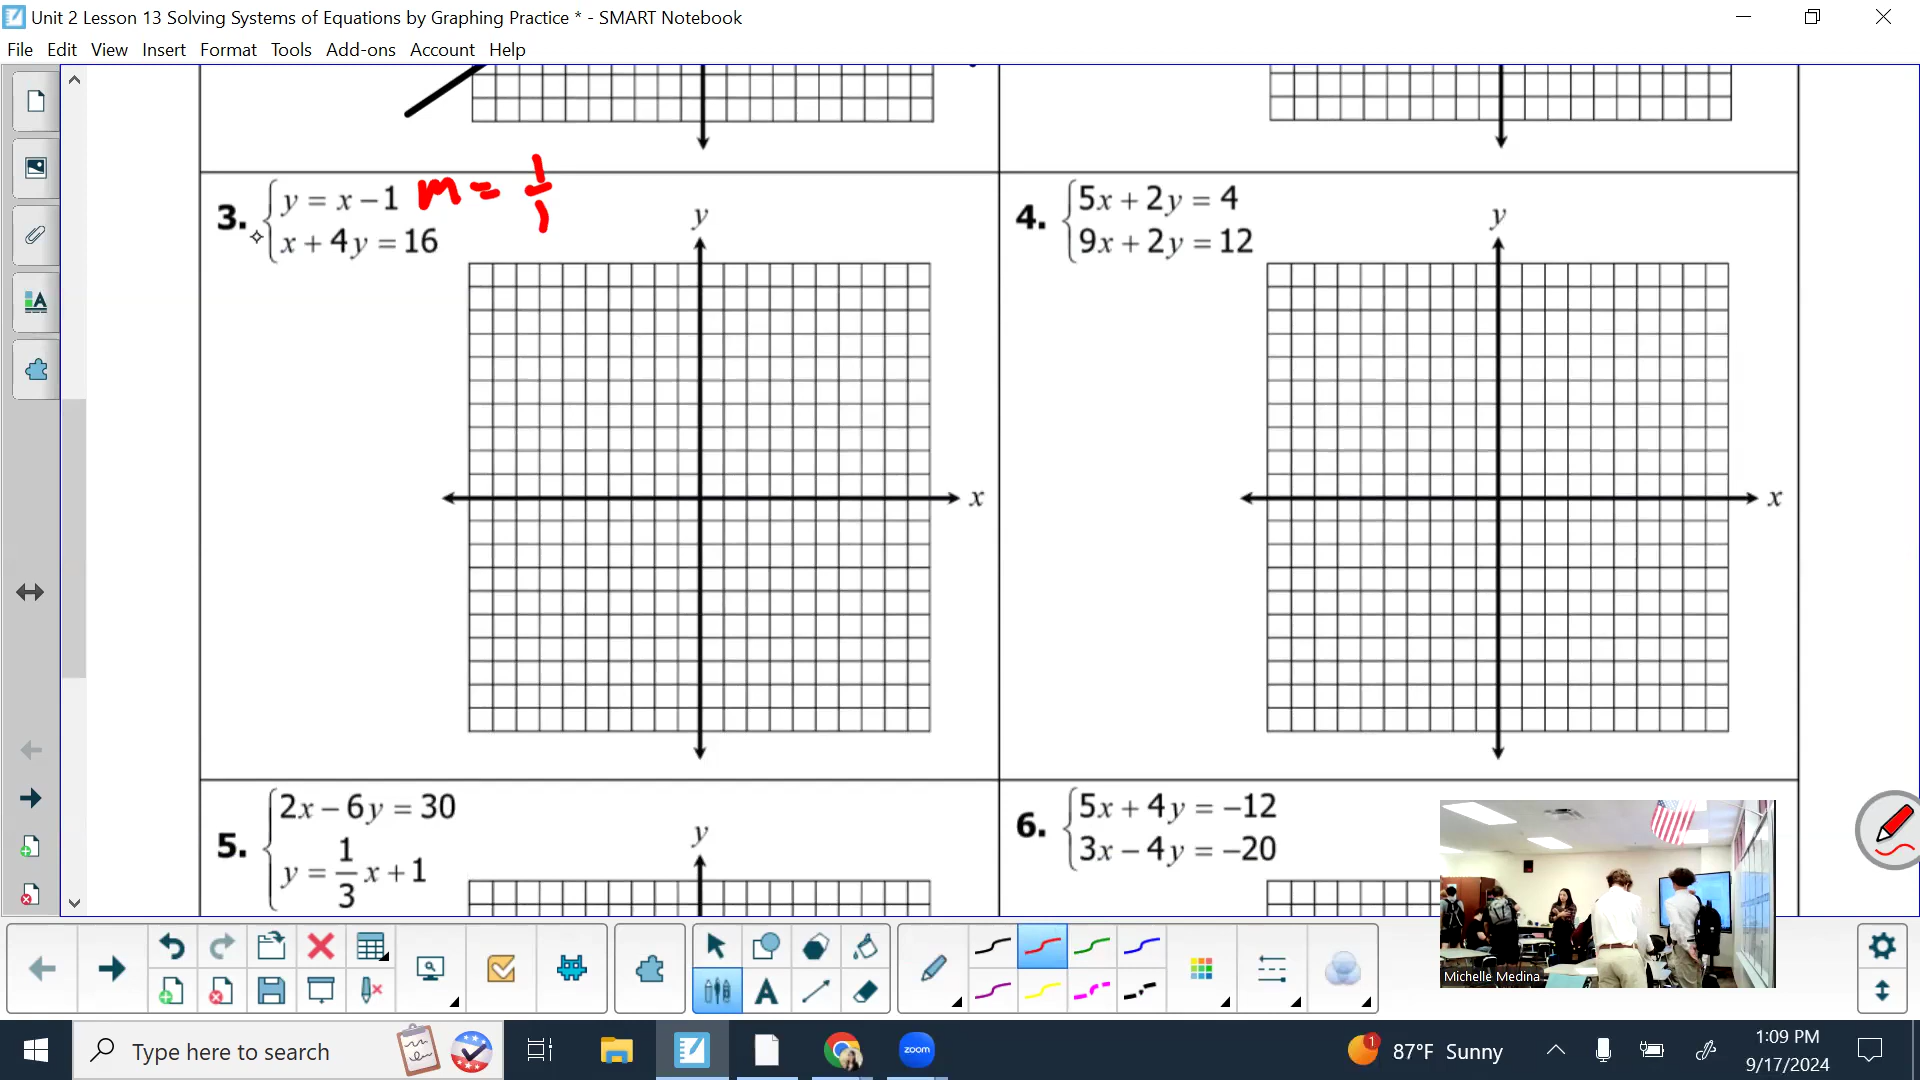 Unit 2 Lesson 13 Solving Systems of Equations by Graphing Practice * - SMART Notebook
File Edit View Insert Format Tools Add-ons Account Help
3. y = x − 1 m = 1/1
x + 4y = 16
y
x
4. 5x + 2y = 4
9x + 2y = 12
y
x
5. 2x − 6y = 30
y = 1/3 x + 1
y
6. 5x + 4y = −12
3x − 4y = −20
Michelle Medina
Type here to search
zoom
1
87°F Sunny
1:09 PM
9/17/2024